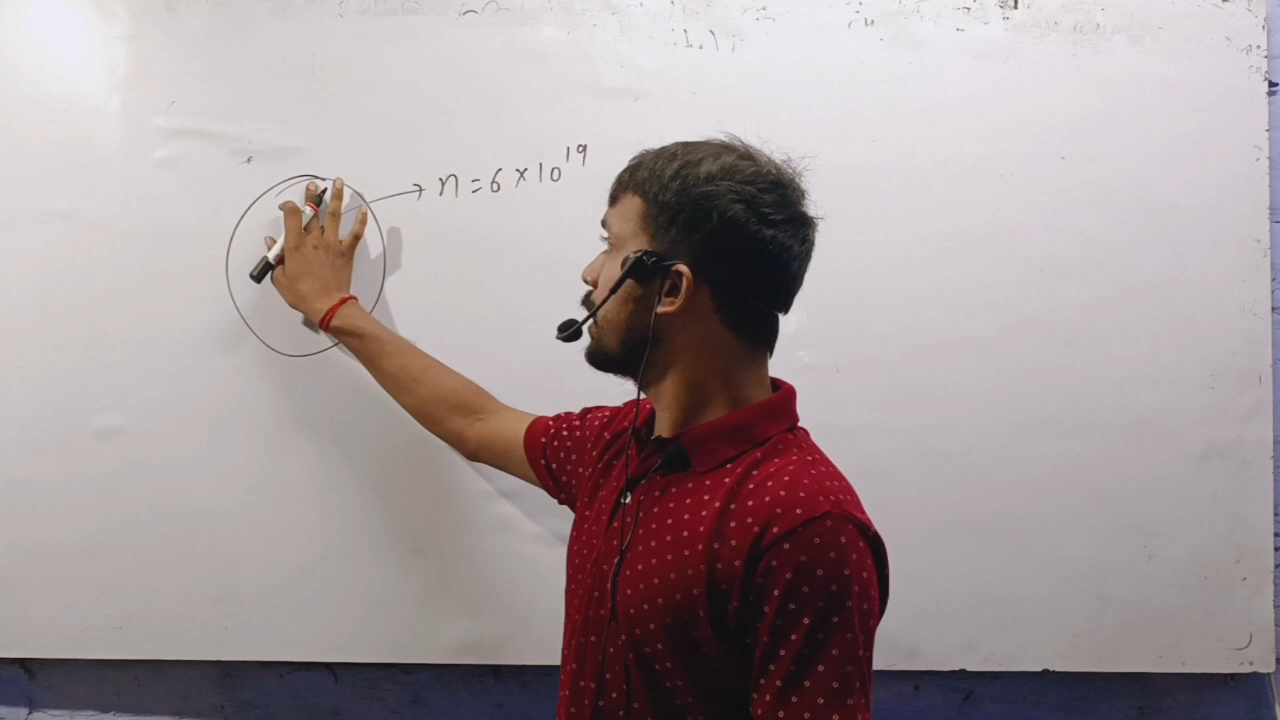 n = 6 × 10¹⁹